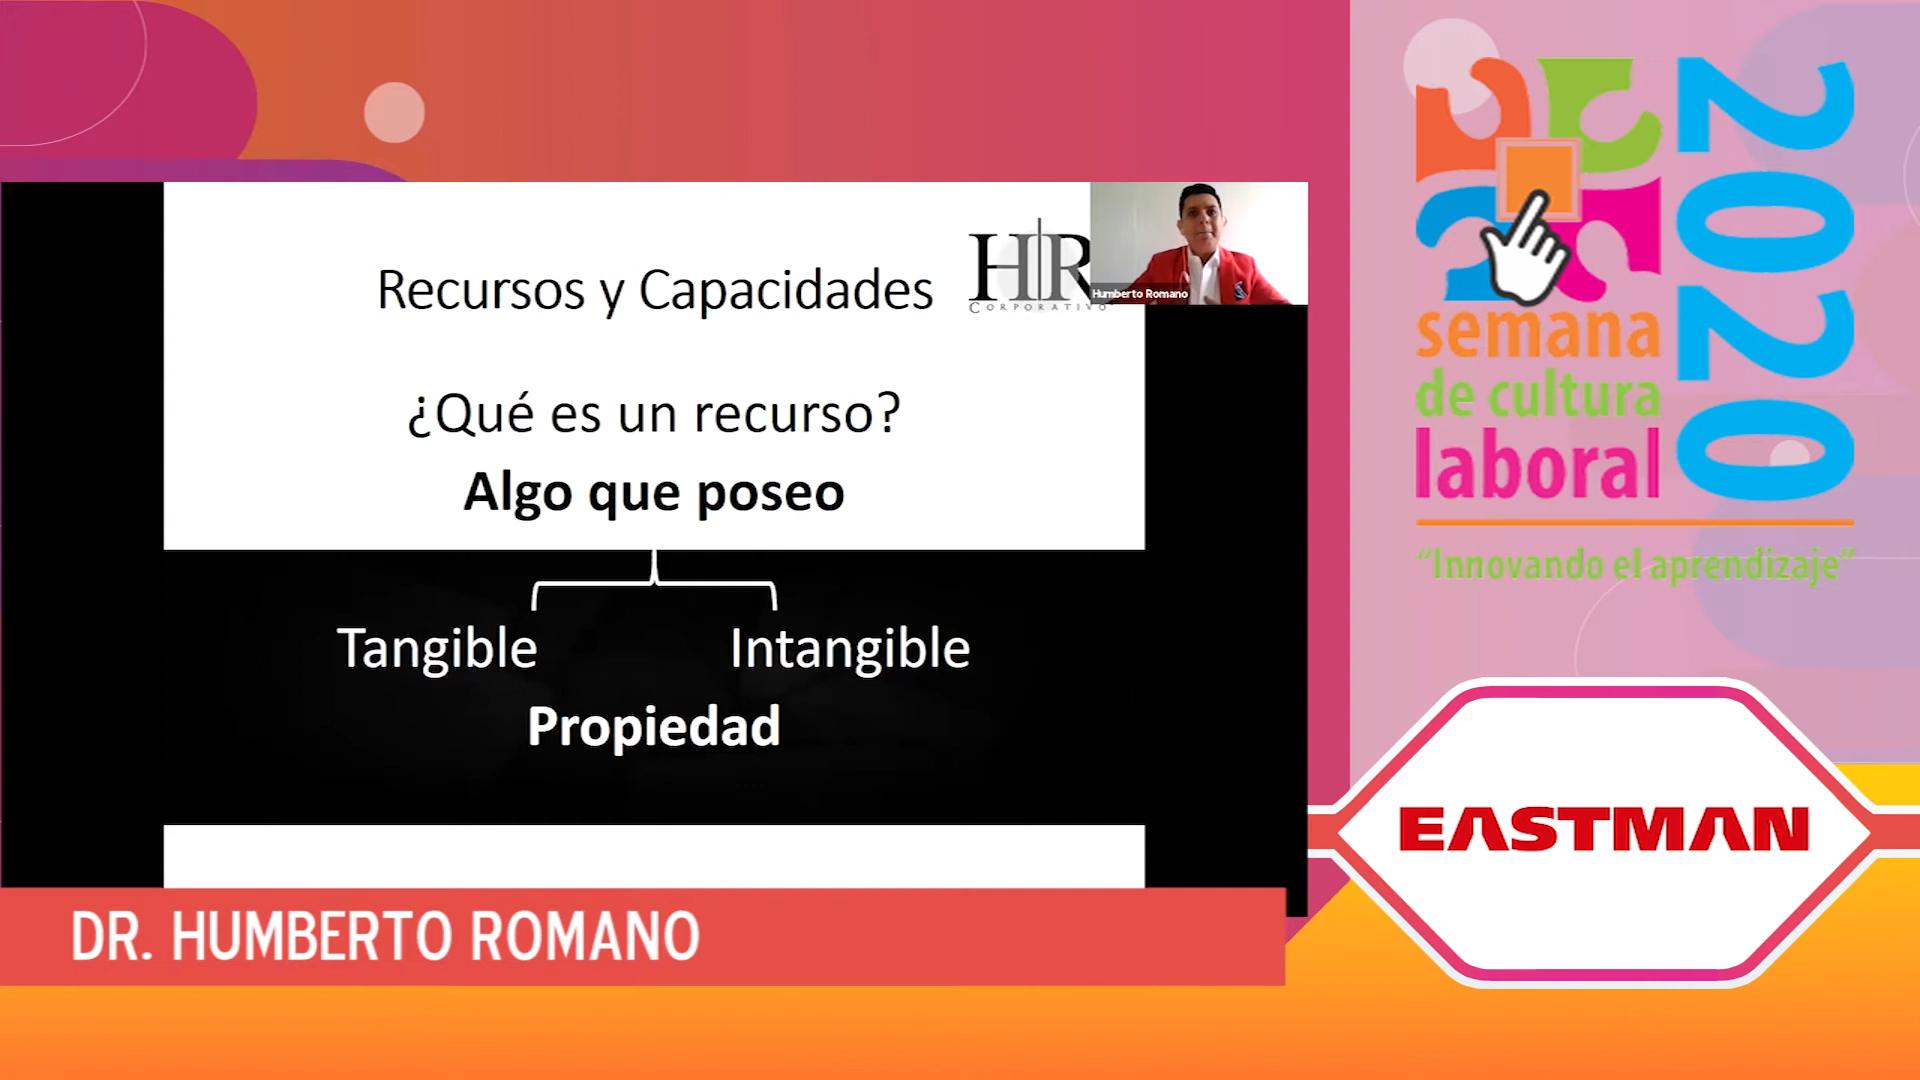 Recursos y Capacidades
HR
CORPORATIVO
Humberto Romano
¿Qué es un recurso?
Algo que poseo
Tangible
Intangible
Propiedad
DR. HUMBERTO ROMANO
2020
semana
de cultura
laboral
"Innovando el aprendizaje"
EASTMAN